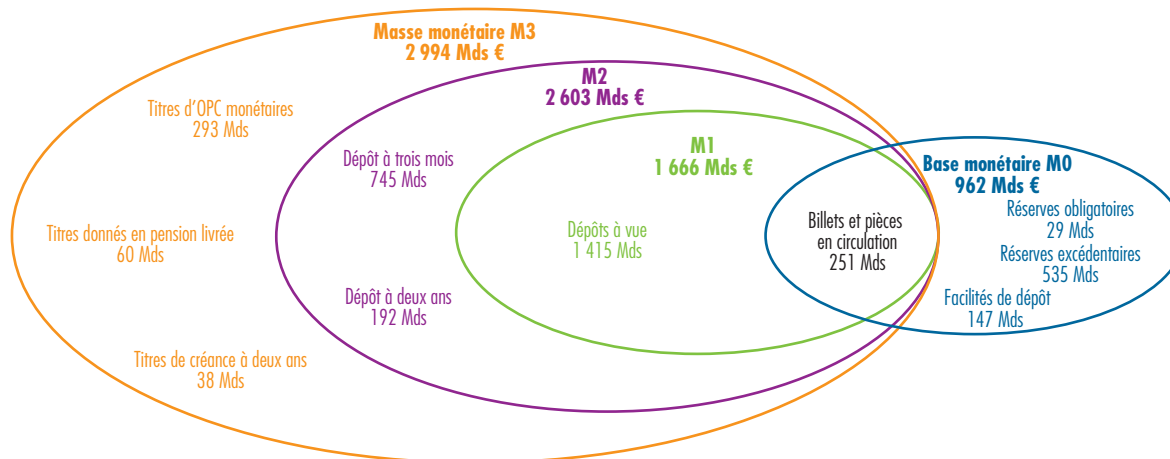 Masse monétaire M3
2 994 Mds €
M2
2 603 Mds €
Titres d'OPC monétaires
293 Mds
M1
1 666 Mds €
Dépôt à trois mois
745 Mds
Base monétaire M0
962 Mds €
Titres donnés en pension livrée
60 Mds
Dépôts à vue
1 415 Mds
Billets et pièces
en circulation
251 Mds
Réserves obligatoires
29 Mds
Réserves excédentaires
535 Mds
Facilités de dépôt
147 Mds
Dépôt à deux ans
192 Mds
Titres de créance à deux ans
38 Mds